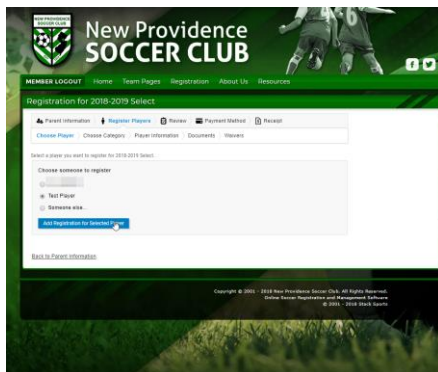 NEW PROVIDENCE
SOCCER CLUB
New Providence
SOCCER CLUB
MEMBER LOGOUT Home Team Pages Registration About Us Resources
Registration for 2018-2019 Select
Parent Information Register Players Review Payment Method Receipt
Choose Player Choose Category Player Information Documents Waivers
Select a player you want to register for 2018-2019 Select.
Choose someone to register
Test Player
Someone else...
Add Registration for Selected Player
Back to Parent Information
Copyright © 2001 - 2018 New Providence Soccer Club. All Rights Reserved.
Online Soccer Registration and Management Software
© 2001 - 2018 Stack Sports